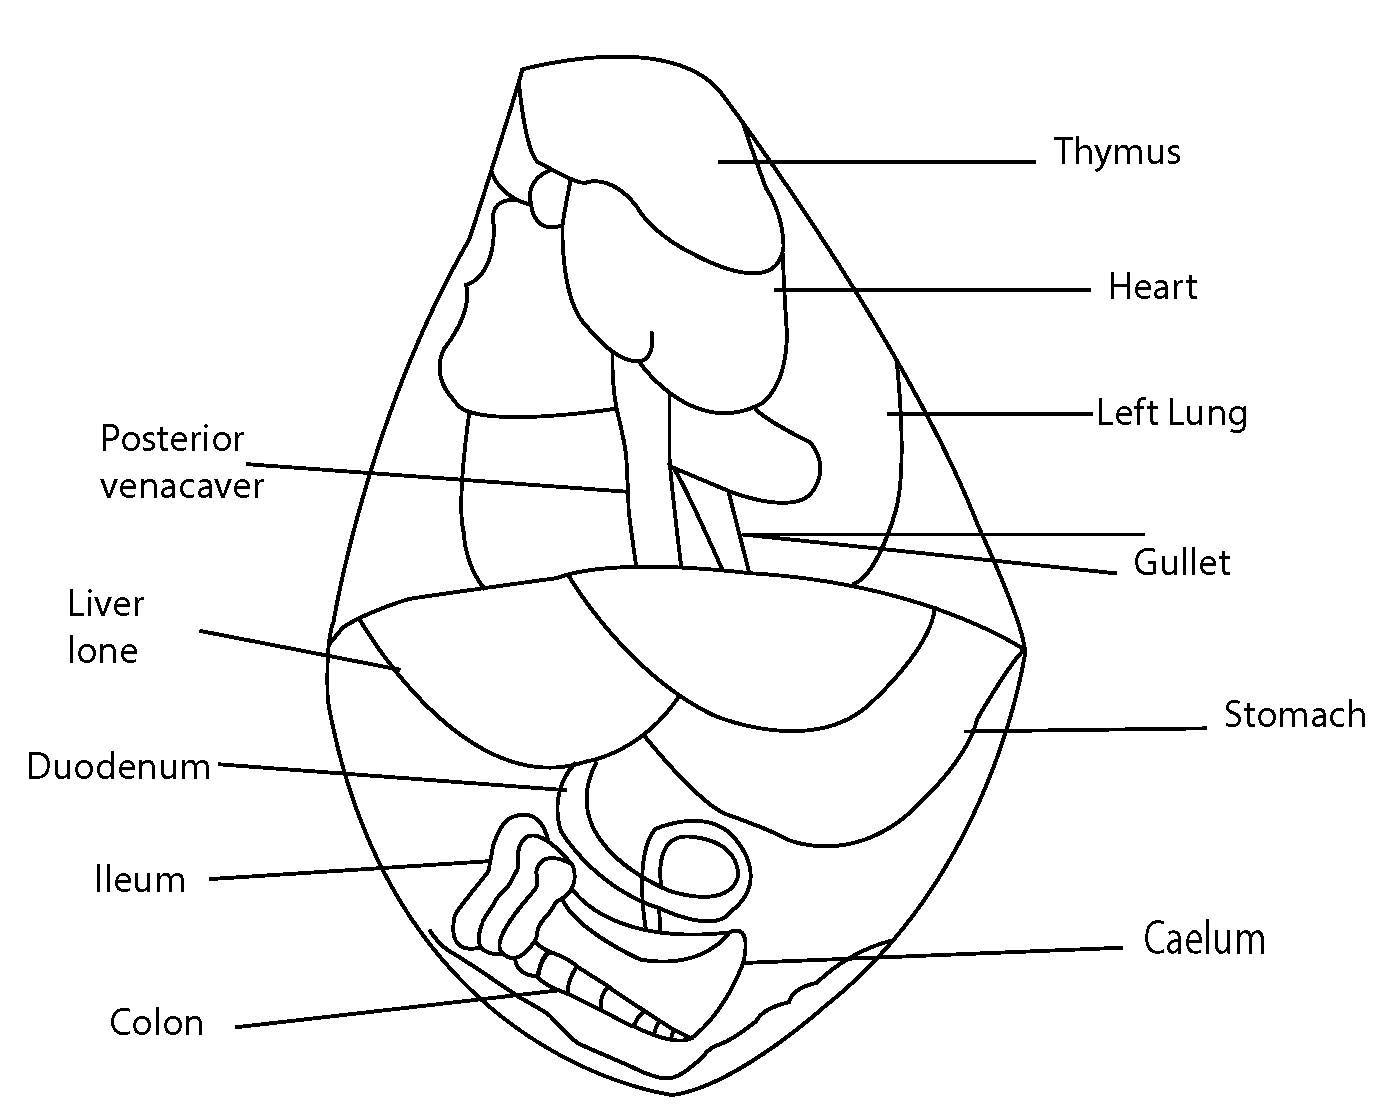 Thymus
Heart
Left Lung
Posterior
venacaver
Gullet
Liver
lone
Stomach
Duodenum
Ileum
Caelum
Colon